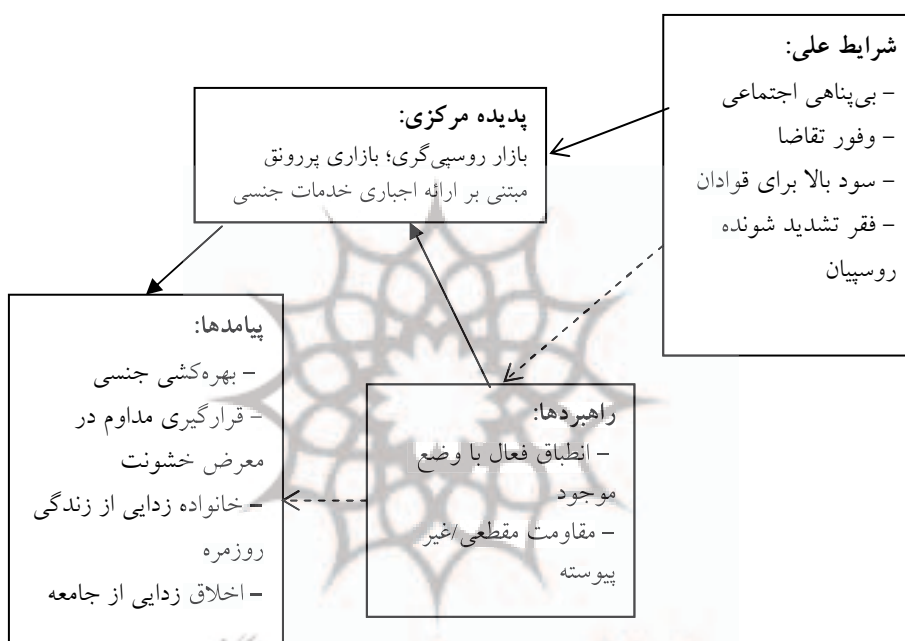 شرایط علی:
– بی‌پناهی اجتماعی
– وفور تقاضا
– سود بالا برای قوادان
– فقر تشدید شونده
روسپیان
پدیده مرکزی:
بازار روسپی‌گری؛ بازاری پررونق
مبتنی بر ارائه اجباری خدمات جنسی
راهبردها:
– انطباق فعال با وضع
موجود
– مقاومت مقطعی/غیر
پیوسته
پیامدها:
– بهره‌کشی جنسی
– قرارگیری مداوم در
معرض خشونت
– خانواده زدایی از زندگی
روزمره
– اخلاق زدایی از جامعه